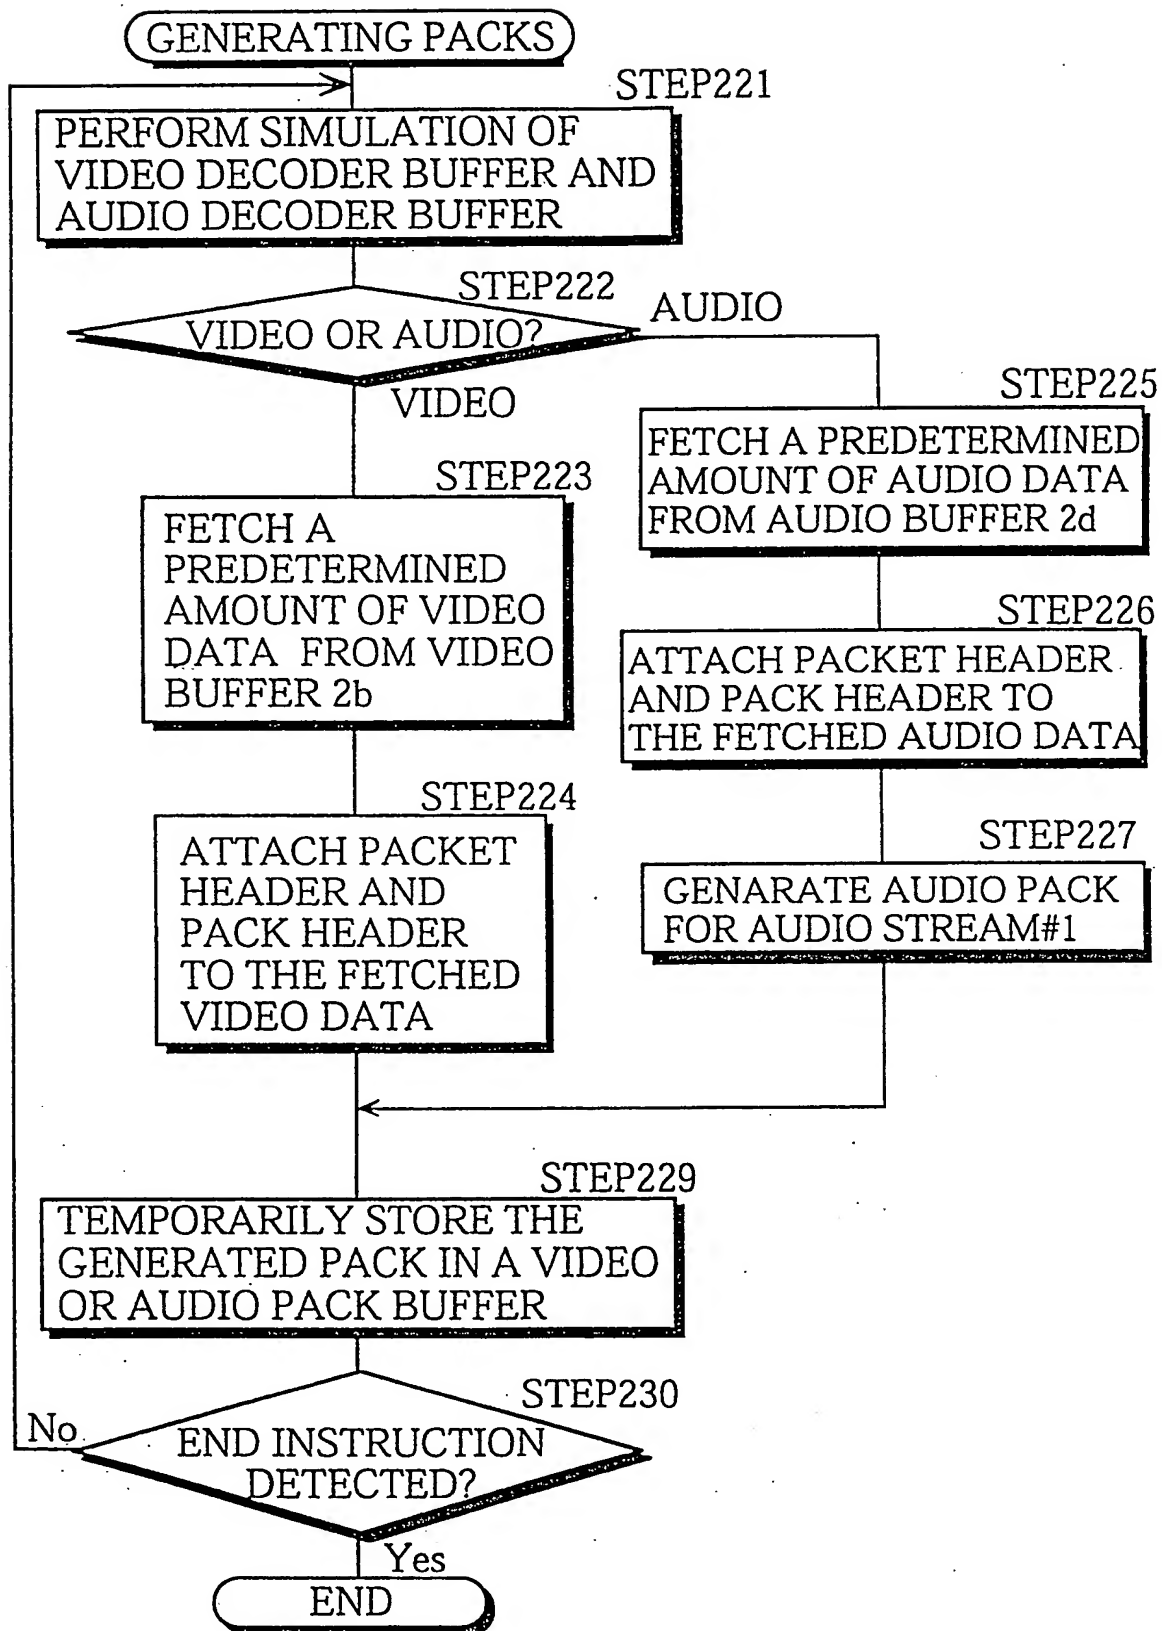 GENERATING PACKS
STEP221
PERFORM SIMULATION OF
VIDEO DECODER BUFFER AND
AUDIO DECODER BUFFER
STEP222
VIDEO OR AUDIO?
AUDIO
VIDEO
STEP223
FETCH A
PREDETERMINED
AMOUNT OF VIDEO
DATA FROM VIDEO
BUFFER 2b
STEP224
ATTACH PACKET
HEADER AND
PACK HEADER
TO THE FETCHED
VIDEO DATA
STEP225
FETCH A PREDETERMINED
AMOUNT OF AUDIO DATA
FROM AUDIO BUFFER 2d
STEP226
ATTACH PACKET HEADER
AND PACK HEADER TO
THE FETCHED AUDIO DATA
STEP227
GENARATE AUDIO PACK
FOR AUDIO STREAM#1
STEP229
TEMPORARILY STORE THE
GENERATED PACK IN A VIDEO
OR AUDIO PACK BUFFER
STEP230
END INSTRUCTION
DETECTED?
No
Yes
END